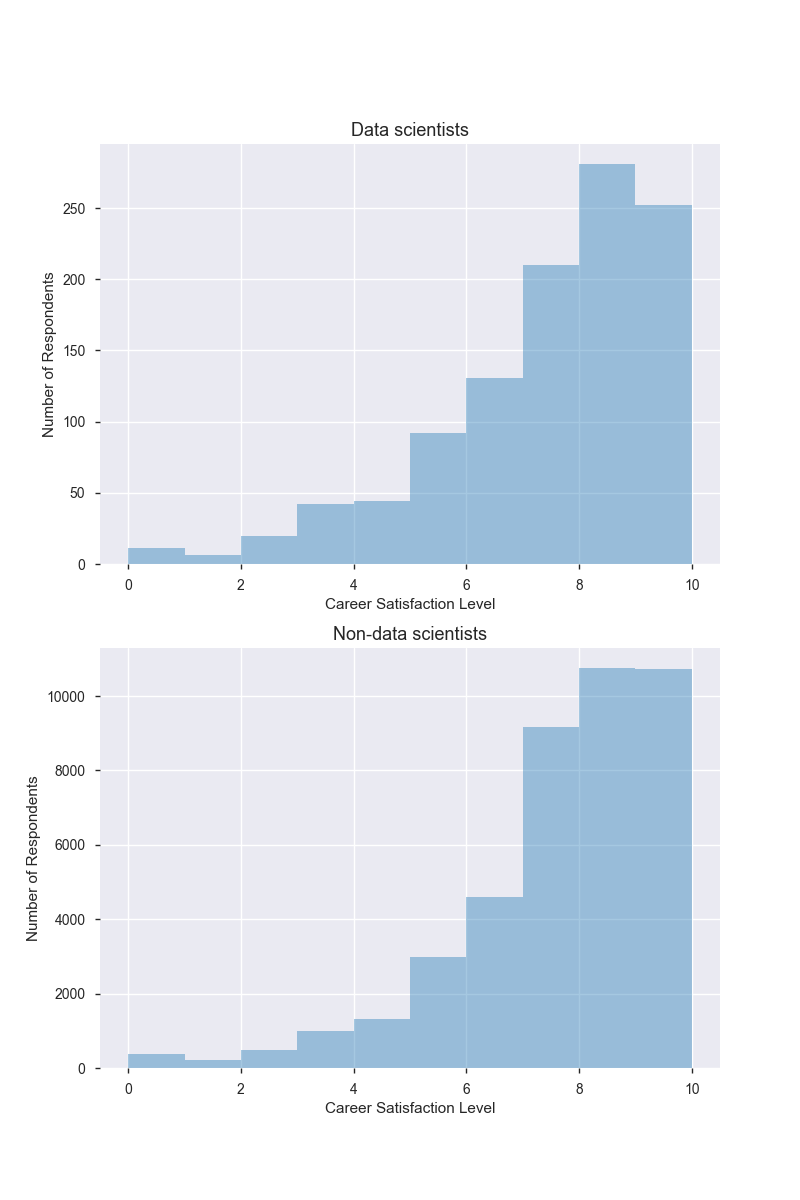 Data scientists
Number of Respondents
250
200
150
100
50
0
0 2 4 6 8 10
Career Satisfaction Level
Non-data scientists
Number of Respondents
10000
8000
6000
4000
2000
0
0 2 4 6 8 10
Career Satisfaction Level